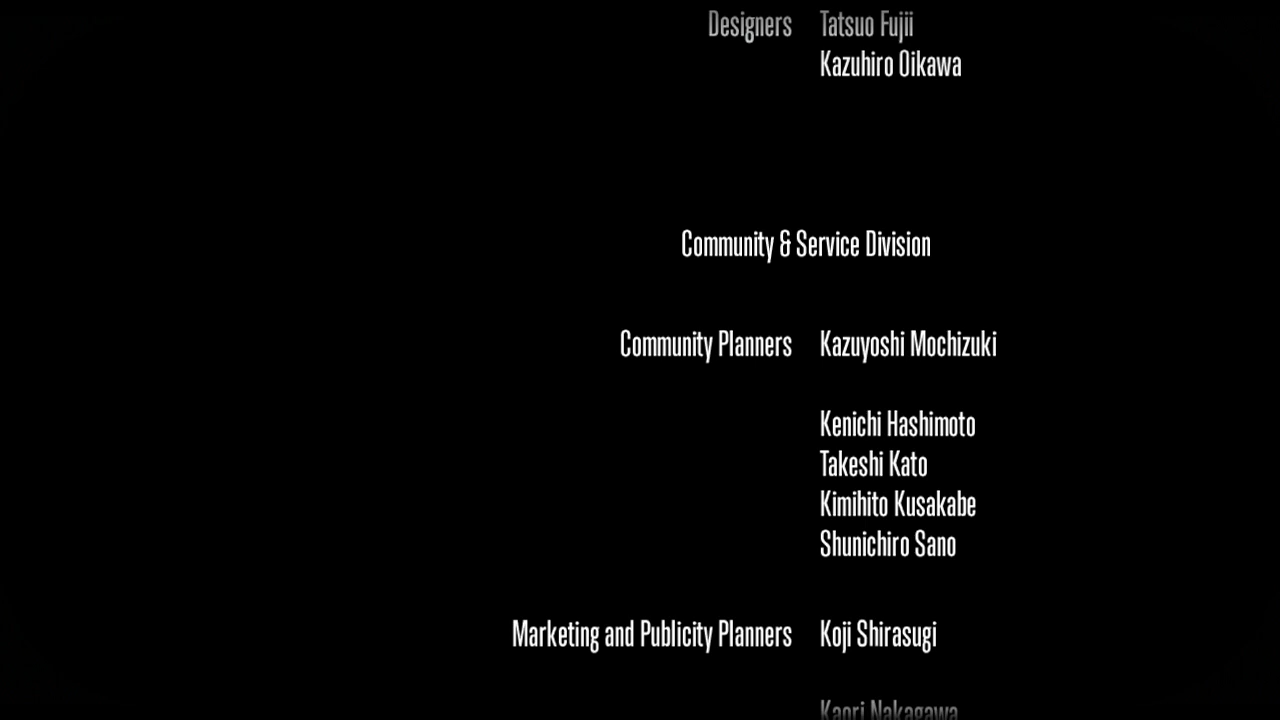 Designers Tatsuo Fujii
Kazuhiro Oikawa
Community & Service Division
Community Planners Kazuyoshi Mochizuki
Kenichi Hashimoto
Takeshi Kato
Kimihito Kusakabe
Shunichiro Sano
Marketing and Publicity Planners Koji Shirasugi
Kaori Nakagawa